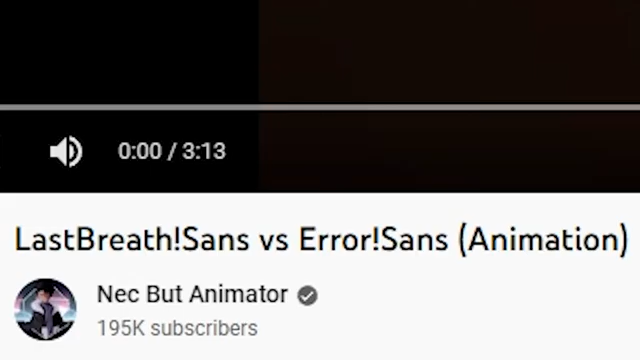 0:00 / 3:13
LastBreath!Sans vs Error!Sans (Animation)
Nec But Animator
195K subscribers